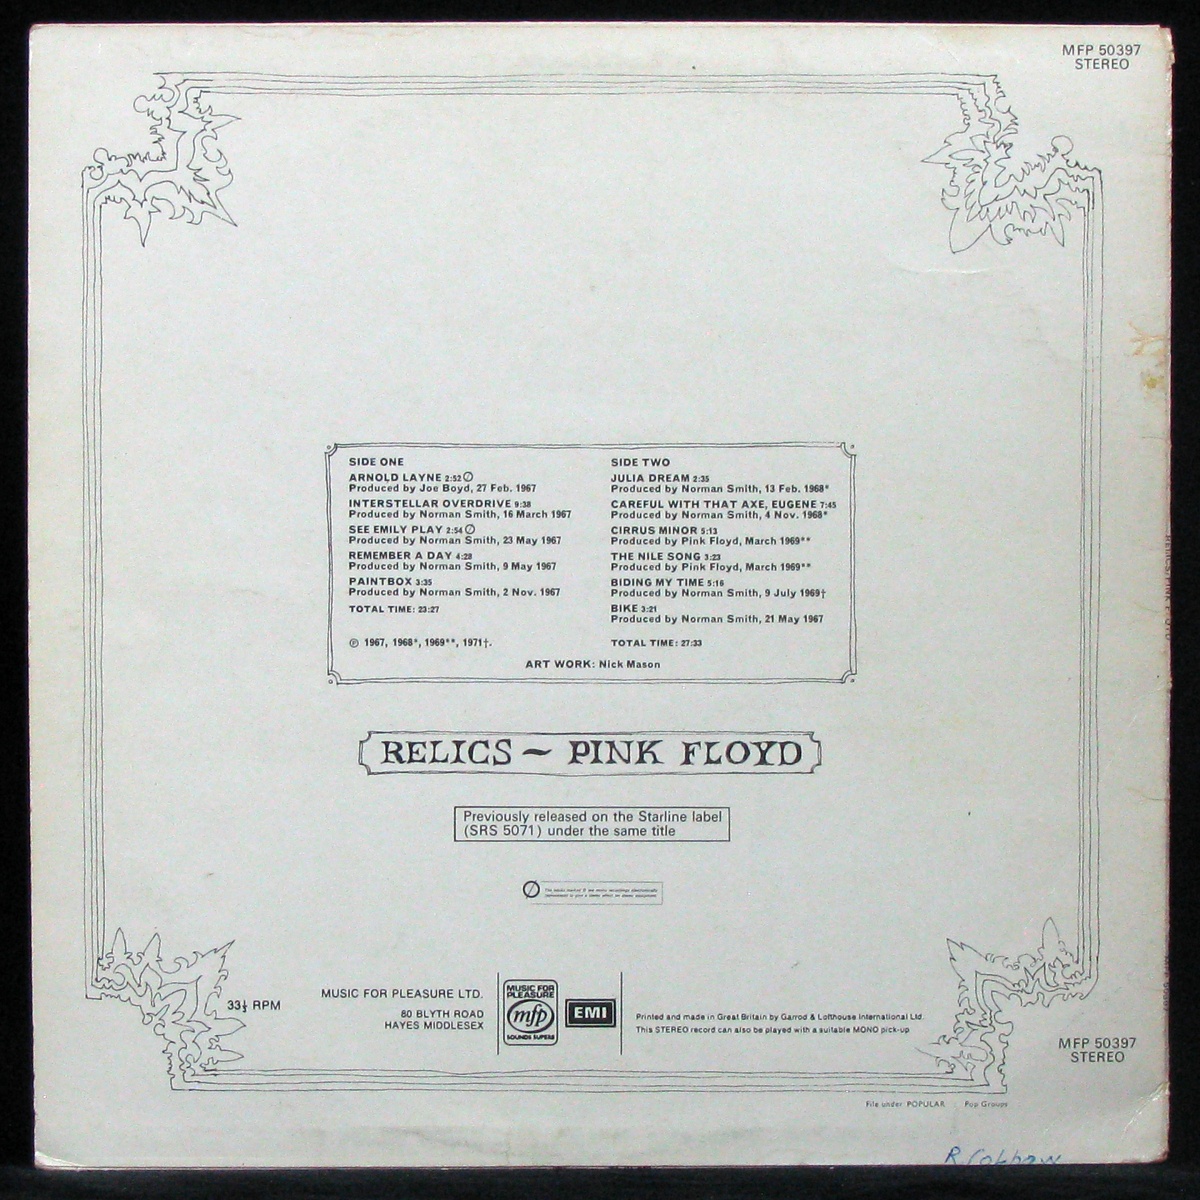 MFP 50397
STEREO
SIDE ONE
ARNOLD LAYNE 2:52
Produced by Joe Boyd, 27 Feb. 1967
INTERSTELLAR OVERDRIVE 9:38
Produced by Norman Smith, 16 March 1967
SEE EMILY PLAY 2:54
Produced by Norman Smith, 23 May 1967
REMEMBER A DAY 4:28
Produced by Norman Smith, 9 May 1967
PAINTBOX 3:35
Produced by Norman Smith, 2 Nov. 1967
TOTAL TIME: 23:27
℗ 1967, 1968*, 1969**, 1971†.
SIDE TWO
JULIA DREAM 2:35
Produced by Norman Smith, 13 Feb. 1968*
CAREFUL WITH THAT AXE, EUGENE 7:45
Produced by Norman Smith, 4 Nov. 1968*
CIRRUS MINOR 5:13
Produced by Pink Floyd, March 1969**
THE NILE SONG 3:23
Produced by Pink Floyd, March 1969**
BIDING MY TIME 5:16
Produced by Norman Smith, 9 July 1969†
BIKE 3:21
Produced by Norman Smith, 21 May 1967
TOTAL TIME: 27:33
ART WORK: Nick Mason
RELICS ~ PINK FLOYD
Previously released on the Starline label
(SRS 5071) under the same title
33⅓ RPM
MUSIC FOR PLEASURE LTD.
80 BLYTH ROAD
HAYES MIDDLESEX
MUSIC FOR
PLEASURE
mfp
SOUNDS SUPERB
EMI
Printed and made in Great Britain by Garrod & Lofthouse International Ltd.
This STEREO record can also be played with a suitable MONO pick-up
MFP 50397
STEREO
File under POPULAR : Pop Groups